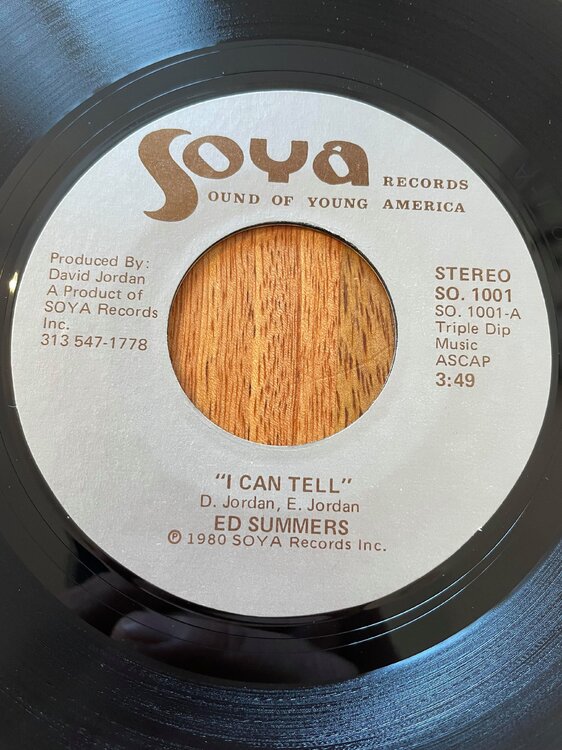 Soya RECORDS
OUND OF YOUNG AMERICA
Produced By:
David Jordan
A Product of
SOYA Records
Inc.
313 547-1778
STEREO
SO. 1001
SO. 1001-A
Triple Dip
Music
ASCAP
3:49
"I CAN TELL"
D. Jordan, E. Jordan
ED SUMMERS
℗ 1980 SOYA Records Inc.